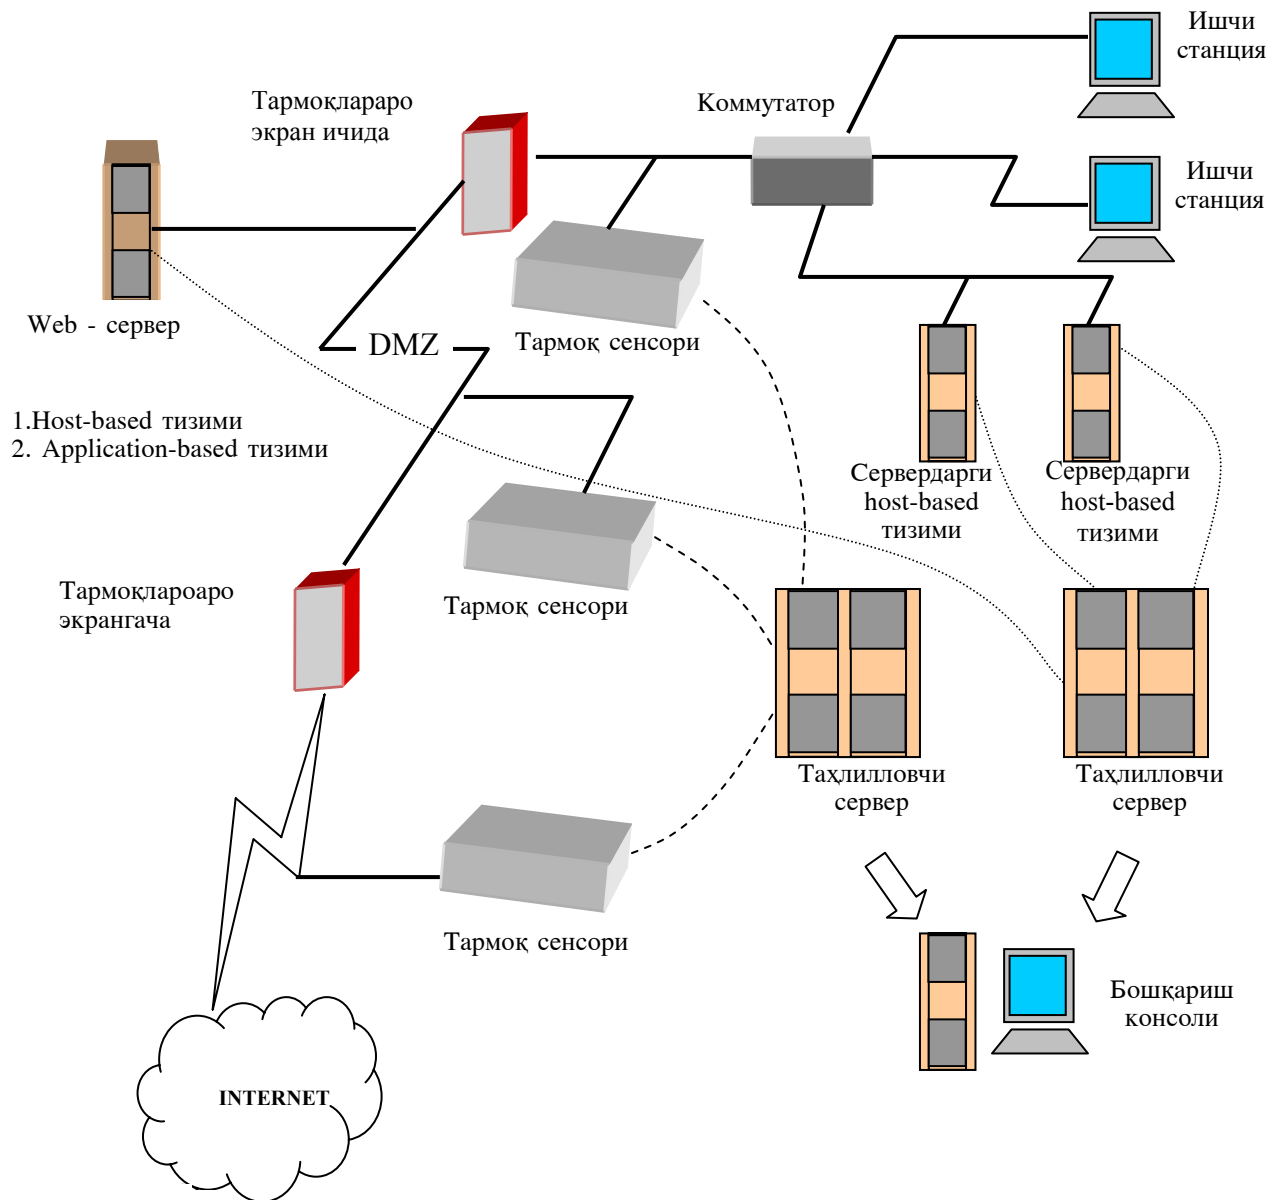 Ишчи
станция
Тармоқлараро
экран ичида
Коммутатор
Ишчи
станция
Web - сервер
DMZ
Тармоқ сенсори
1.Host-based тизими
2. Application-based тизими
Сервердарги
host-based
тизими
Сервердарги
host-based
тизими
Тармоқлароаро
экрангача
Тармоқ сенсори
Таҳлилловчи
сервер
Таҳлилловчи
сервер
Тармоқ сенсори
Бошқариш
консоли
INTERNET